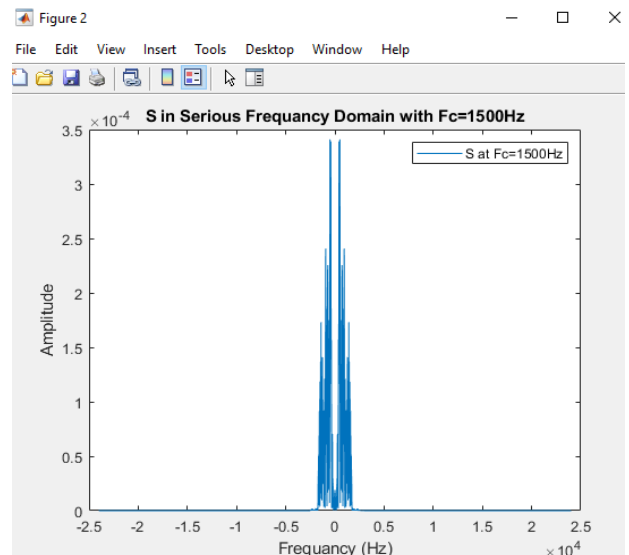 Figure 2
File Edit View Insert Tools Desktop Window Help
S in Serious Frequancy Domain with Fc=1500Hz
×10⁻⁴
3.5
S at Fc=1500Hz
3
2.5
2
1.5
1
0.5
0
Amplitude
-2.5 -2 -1.5 -1 -0.5 0 0.5 1 1.5 2 2.5
Frequancy (Hz)
×10⁴